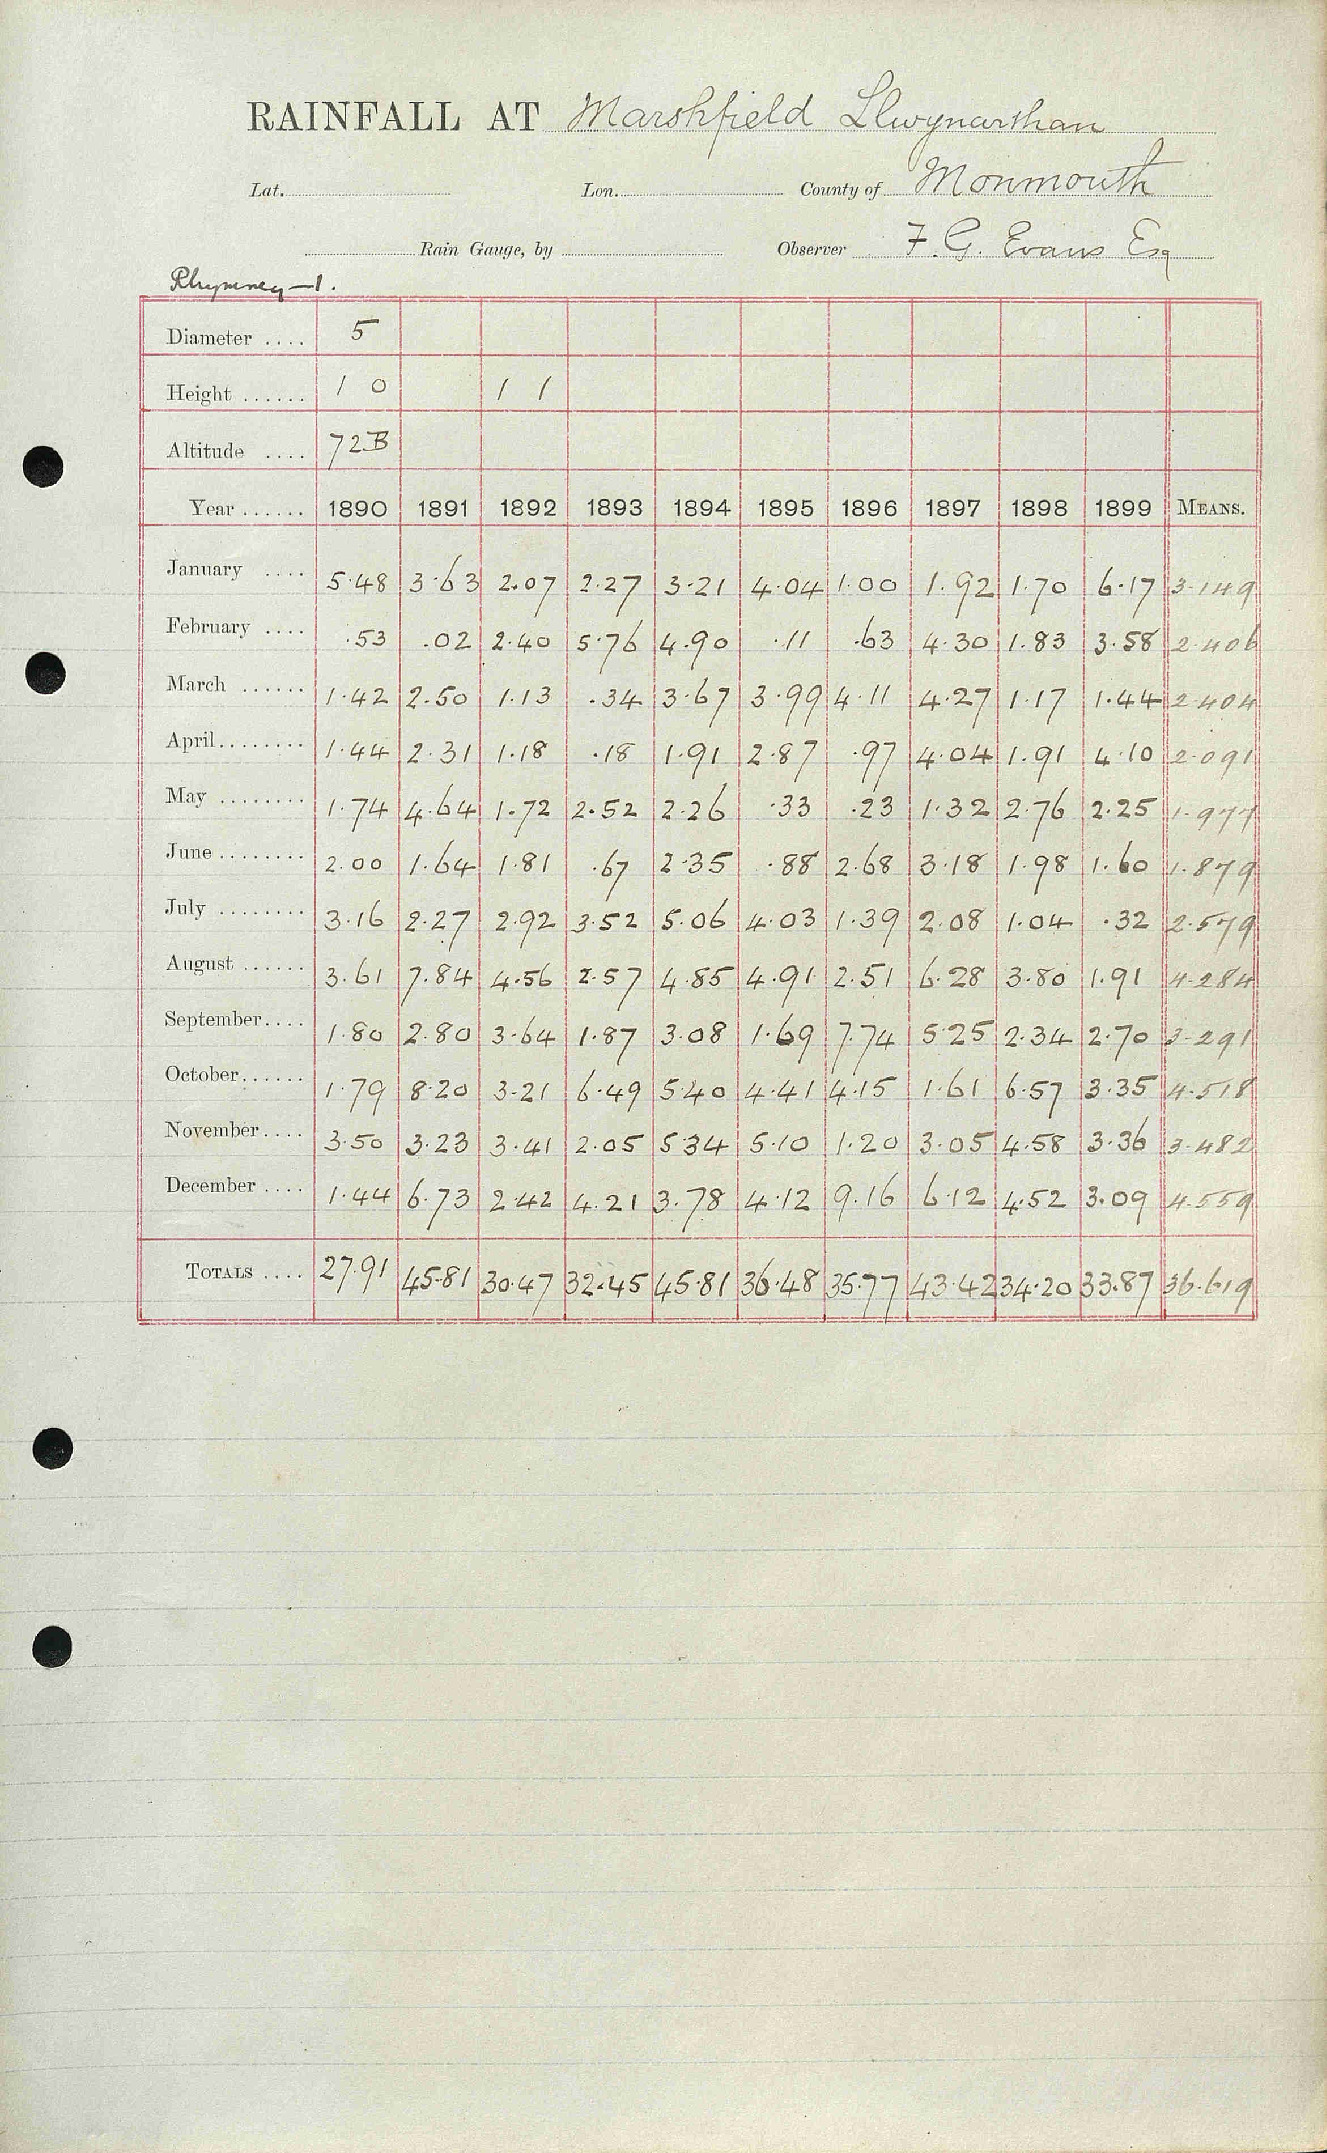 RAINFALL AT Marshfield Llwynarthan
Lat. Lon. County of Monmouth
Rain Gauge, by Observer F. G. Evans Esq
Rhymney—1.
Diameter .... 5
Height ...... 1 0 1 1
Altitude .... 72B
Year ...... 1890 1891 1892 1893 1894 1895 1896 1897 1898 1899 MEANS.
January .... 5.48 3.63 2.07 2.27 3.21 4.04 1.00 1.92 1.70 6.17 3.149
February .... .53 .02 2.40 5.76 4.90 .11 .63 4.30 1.83 3.58 2.406
March ...... 1.42 2.50 1.13 .34 3.67 3.99 4.11 4.27 1.17 1.44 2.404
April........ 1.44 2.31 1.18 .18 1.91 2.87 .97 4.04 1.91 4.10 2.091
May ........ 1.74 4.64 1.72 2.52 2.26 .33 .23 1.32 2.76 2.25 1.977
June ........ 2.00 1.64 1.81 .67 2.35 .88 2.68 3.18 1.98 1.60 1.879
July ........ 3.16 2.27 2.92 3.52 5.06 4.03 1.39 2.08 1.04 .32 2.579
August ...... 3.61 7.84 4.56 2.57 4.85 4.91 2.51 6.28 3.80 1.91 4.284
September.... 1.80 2.80 3.64 1.87 3.08 1.69 7.74 5.25 2.34 2.70 3.291
October...... 1.79 8.20 3.21 6.49 5.40 4.41 4.15 1.61 6.57 3.35 4.518
November.... 3.50 3.23 3.41 2.05 5.34 5.10 1.20 3.05 4.58 3.36 3.482
December .... 1.44 6.73 2.42 4.21 3.78 4.12 9.16 6.12 4.52 3.09 4.559
TOTALS .... 27.91 45.81 30.47 32.45 45.81 36.48 35.77 43.42 34.20 33.87 36.619